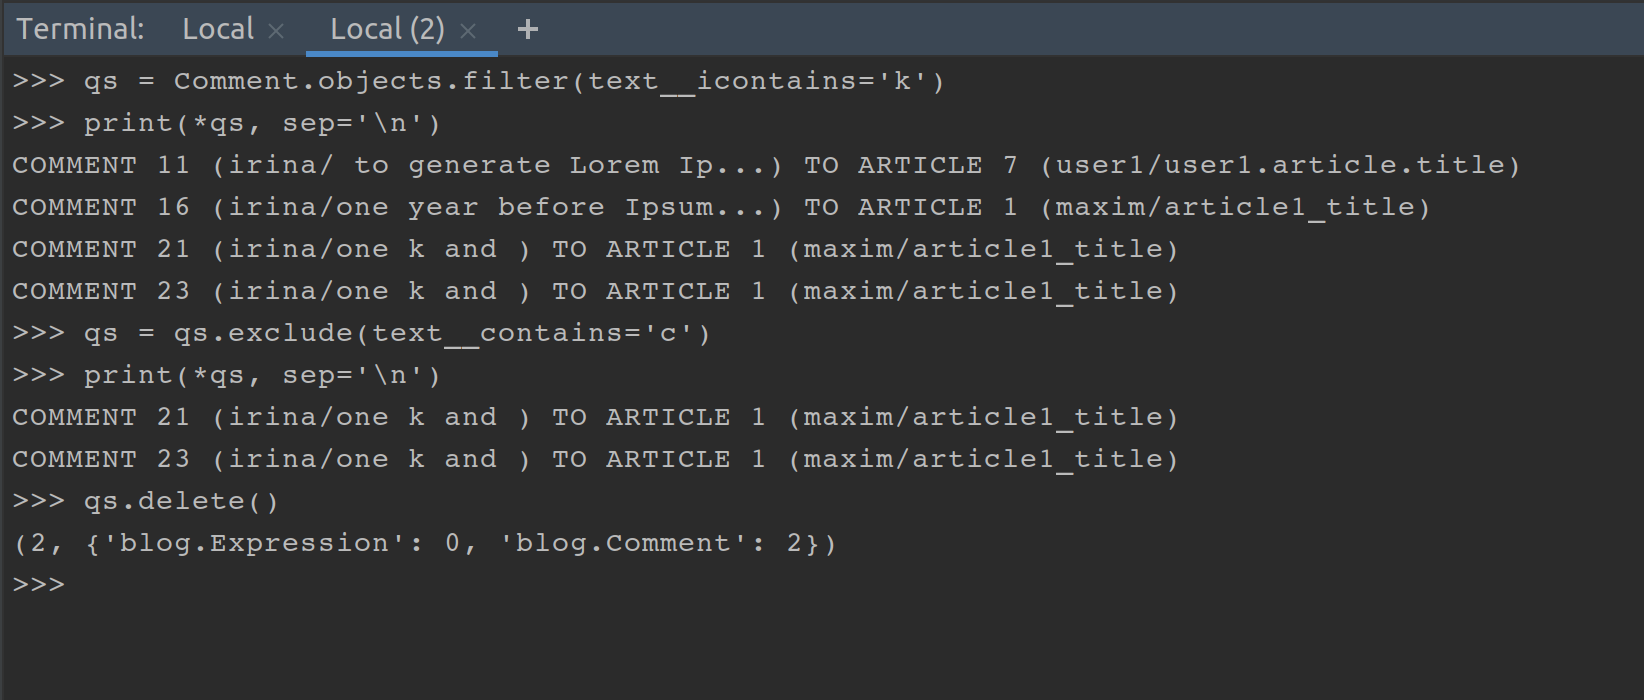 Terminal: Local × Local (2) × +
>>> qs = Comment.objects.filter(text__icontains='k')
>>> print(*qs, sep='\n')
COMMENT 11 (irina/ to generate Lorem Ip...) TO ARTICLE 7 (user1/user1.article.title)
COMMENT 16 (irina/one year before Ipsum...) TO ARTICLE 1 (maxim/article1_title)
COMMENT 21 (irina/one k and ) TO ARTICLE 1 (maxim/article1_title)
COMMENT 23 (irina/one k and ) TO ARTICLE 1 (maxim/article1_title)
>>> qs = qs.exclude(text__contains='c')
>>> print(*qs, sep='\n')
COMMENT 21 (irina/one k and ) TO ARTICLE 1 (maxim/article1_title)
COMMENT 23 (irina/one k and ) TO ARTICLE 1 (maxim/article1_title)
>>> qs.delete()
(2, {'blog.Expression': 0, 'blog.Comment': 2})
>>>